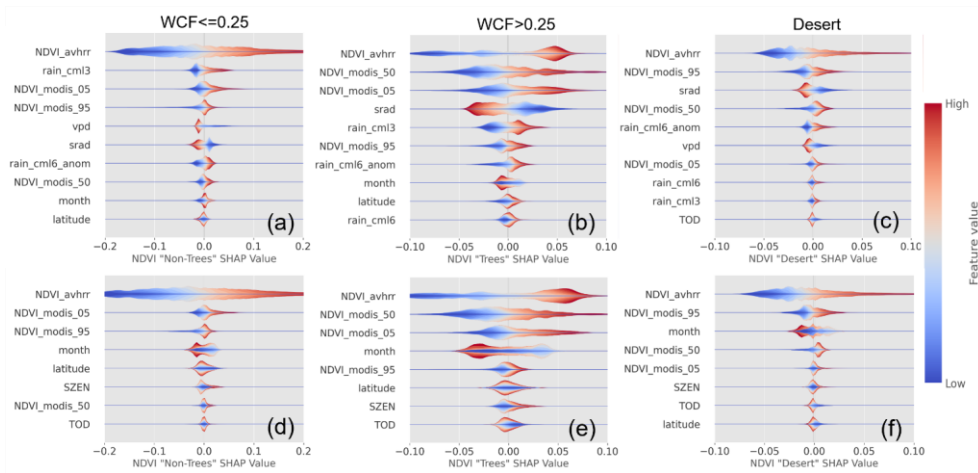 WCF<=0.25
WCF>0.25
Desert
NDVI_avhrr
rain_cml3
NDVI_modis_05
NDVI_modis_95
vpd
srad
rain_cml6_anom
NDVI_modis_50
month
latitude
(a)
−0.2 −0.1 0.0 0.1 0.2
NDVI "Non-Trees" SHAP Value
NDVI_avhrr
NDVI_modis_50
NDVI_modis_05
srad
rain_cml3
NDVI_modis_95
rain_cml6_anom
month
latitude
rain_cml6
(b)
−0.10 −0.05 0.00 0.05 0.10
NDVI "Trees" SHAP Value
NDVI_avhrr
NDVI_modis_95
srad
NDVI_modis_50
rain_cml6_anom
vpd
NDVI_modis_05
rain_cml6
rain_cml3
TOD
(c)
−0.10 −0.05 0.00 0.05 0.10
NDVI "Desert" SHAP Value
NDVI_avhrr
NDVI_modis_05
NDVI_modis_95
month
latitude
SZEN
NDVI_modis_50
TOD
(d)
−0.2 −0.1 0.0 0.1 0.2
NDVI "Non-Trees" SHAP Value
NDVI_avhrr
NDVI_modis_50
NDVI_modis_05
month
NDVI_modis_95
latitude
SZEN
TOD
(e)
−0.10 −0.05 0.00 0.05 0.10
NDVI "Trees" SHAP Value
NDVI_avhrr
NDVI_modis_95
month
NDVI_modis_50
NDVI_modis_05
SZEN
TOD
latitude
(f)
−0.10 −0.05 0.00 0.05 0.10
NDVI "Desert" SHAP Value
High
Feature value
Low